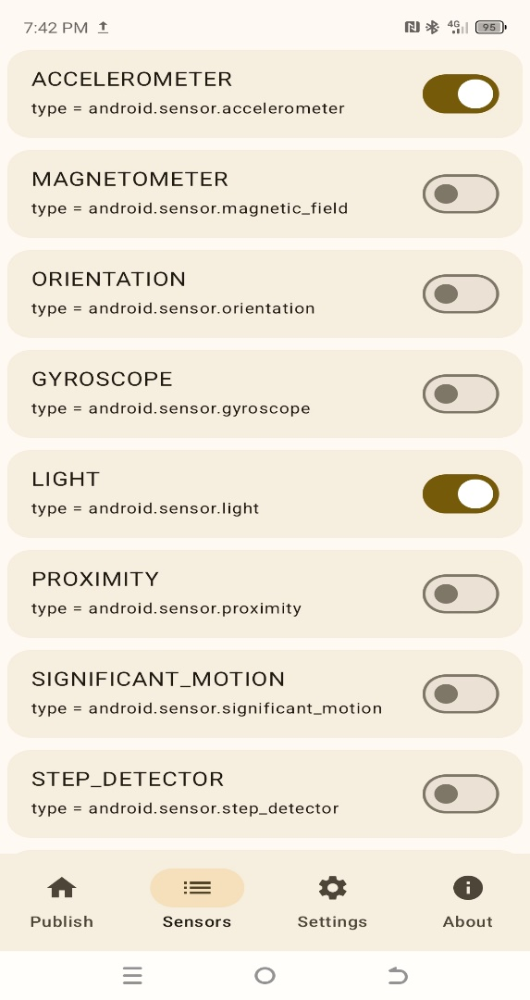 7:42 PM 4G 95
ACCELEROMETER
type = android.sensor.accelerometer
MAGNETOMETER
type = android.sensor.magnetic_field
ORIENTATION
type = android.sensor.orientation
GYROSCOPE
type = android.sensor.gyroscope
LIGHT
type = android.sensor.light
PROXIMITY
type = android.sensor.proximity
SIGNIFICANT_MOTION
type = android.sensor.significant_motion
STEP_DETECTOR
type = android.sensor.step_detector
Publish Sensors Settings About